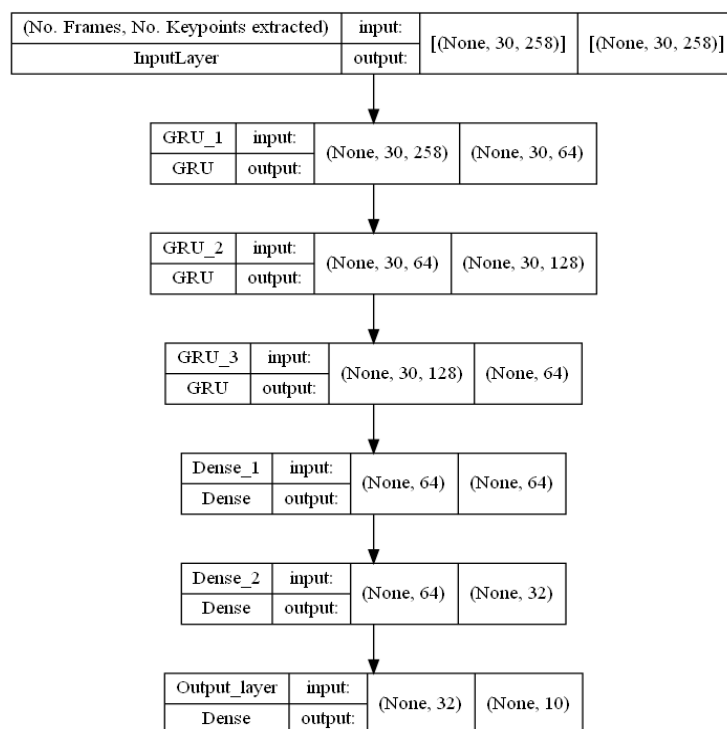 (No. Frames, No. Keypoints extracted) input: [(None, 30, 258)] [(None, 30, 258)]
InputLayer output:
GRU_1 input: (None, 30, 258) (None, 30, 64)
GRU output:
GRU_2 input: (None, 30, 64) (None, 30, 128)
GRU output:
GRU_3 input: (None, 30, 128) (None, 64)
GRU output:
Dense_1 input: (None, 64) (None, 64)
Dense output:
Dense_2 input: (None, 64) (None, 32)
Dense output:
Output_layer input: (None, 32) (None, 10)
Dense output: